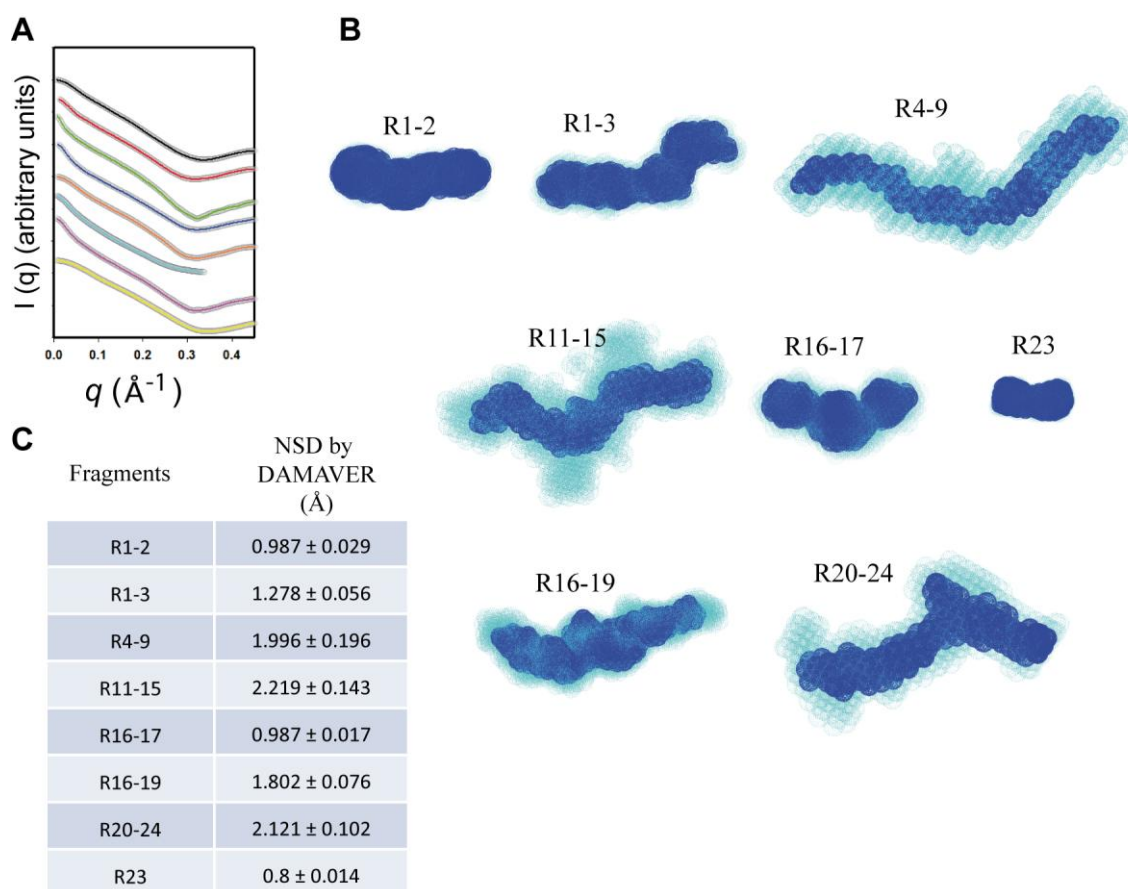 A
I (q) (arbitrary units)
0.0 0.1 0.2 0.3 0.4
q (Å⁻¹)
B
R1-2
R1-3
R4-9
R11-15
R16-17
R23
R16-19
R20-24
C
Fragments
NSD by
DAMAVER
(Å)
R1-2 0.987 ± 0.029
R1-3 1.278 ± 0.056
R4-9 1.996 ± 0.196
R11-15 2.219 ± 0.143
R16-17 0.987 ± 0.017
R16-19 1.802 ± 0.076
R20-24 2.121 ± 0.102
R23 0.8 ± 0.014